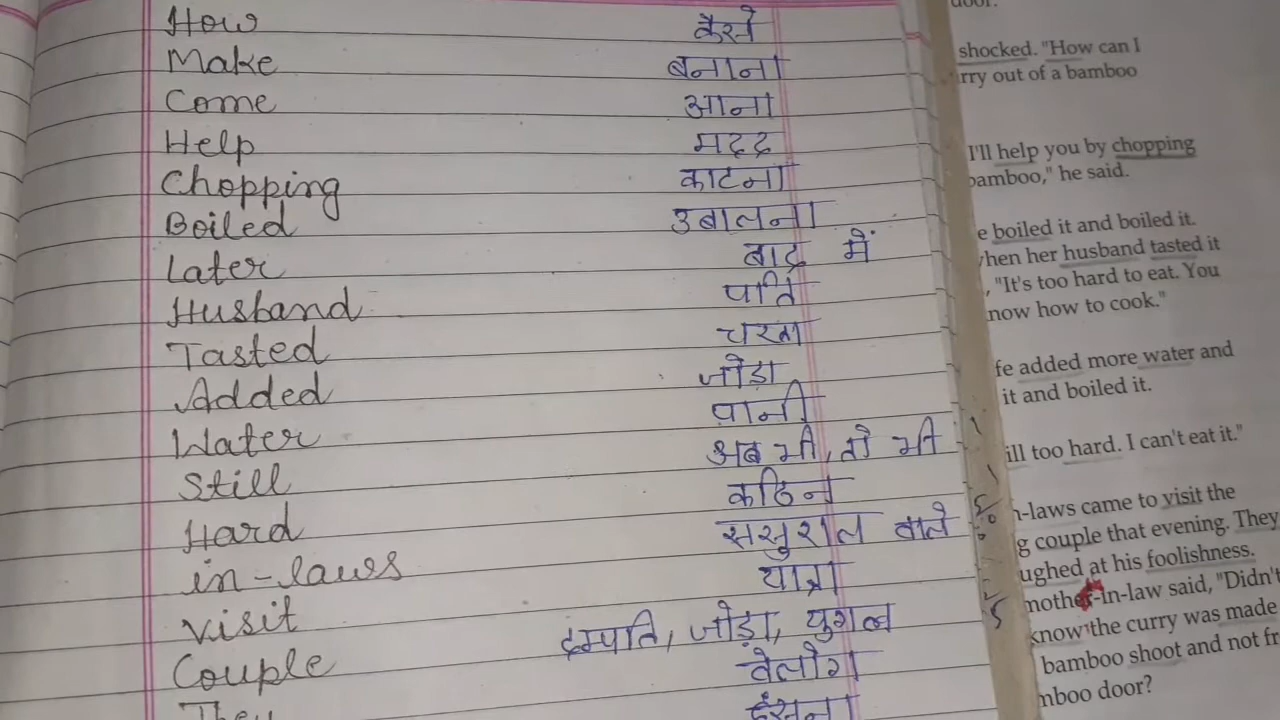 How कैसे
Make बनाना
Come आना
Help मदद
Chopping काटना
Boiled उबालना
Later बाद में
Husband पति
Tasted चखना
Added जोड़ा
Water पानी
Still अब भी, तो भी
Hard कठिन
in-laws ससुराल वाले
Visit यात्रा
Couple दम्पति, जोड़ा, युगल
They वेलोग
हँसना
door.
shocked. "How can I
rry out of a bamboo
I'll help you by chopping
bamboo," he said.
e boiled it and boiled it.
hen her husband tasted it
, "It's too hard to eat. You
now how to cook."
fe added more water and
it and boiled it.
ill too hard. I can't eat it."
n-laws came to visit the
g couple that evening. They
ughed at his foolishness.
mother-in-law said, "Didn't
know the curry was made
bamboo shoot and not fr
mboo door?